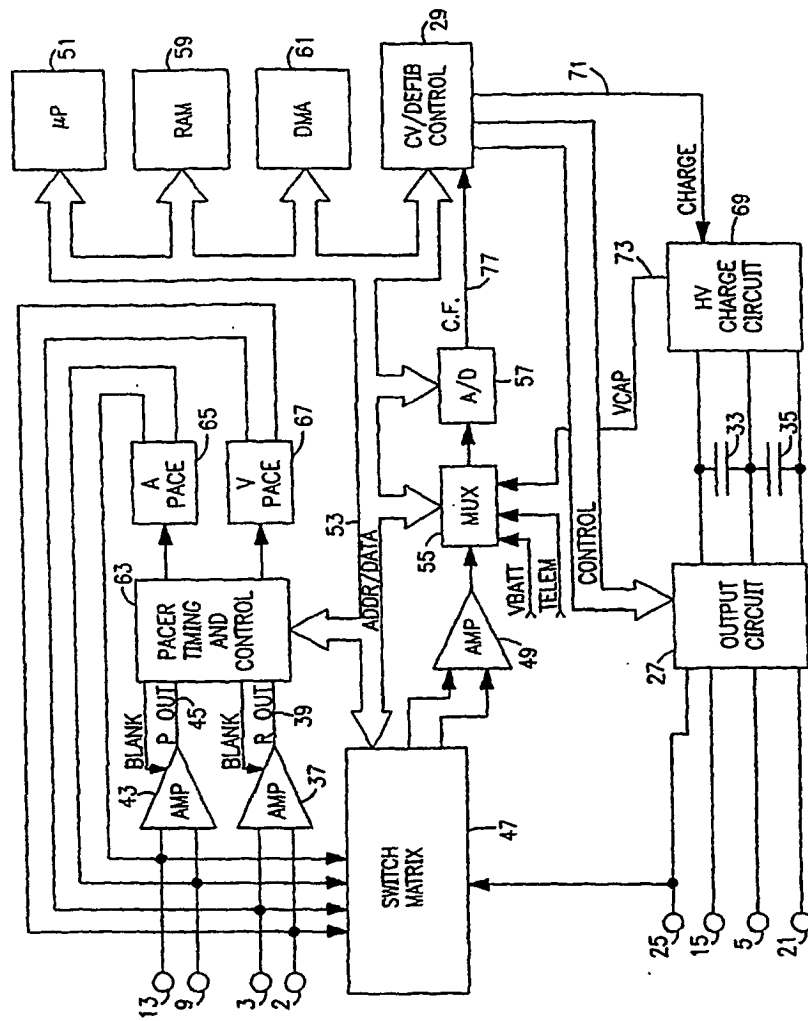 μP
51
RAM
59
DMA
61
CV/DEFIB
CONTROL
29
71
CHARGE
HV
CHARGE
CIRCUIT
69
73
VCAP
C.F.
77
A/D
57
MUX
55
VBATT
TELEM
CONTROL
33
35
OUTPUT
CIRCUIT
27
A
PACE
65
V
PACE
67
53
ADDR/DATA
PACER
TIMING
AND
CONTROL
63
BLANK
P OUT
45
BLANK
R OUT
39
AMP
43
AMP
37
AMP
49
SWITCH
MATRIX
47
13
9
3
2
25
15
5
21